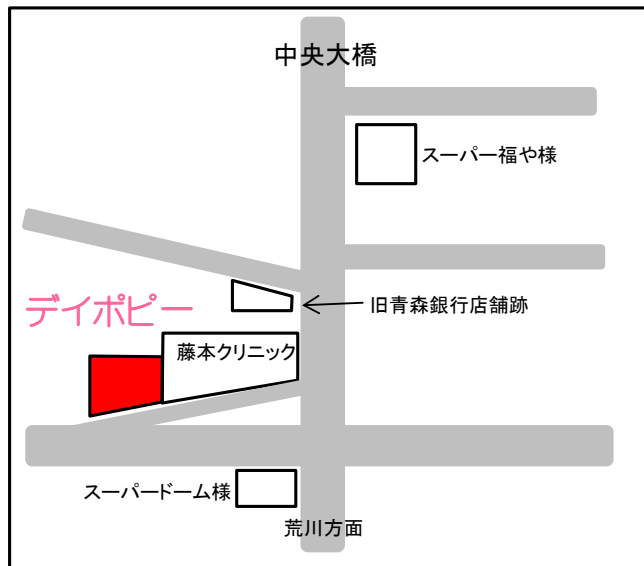 中央大橋
スーパー福や様
デイポピー
旧青森銀行店舗跡
藤本クリニック
スーパードーム様
荒川方面